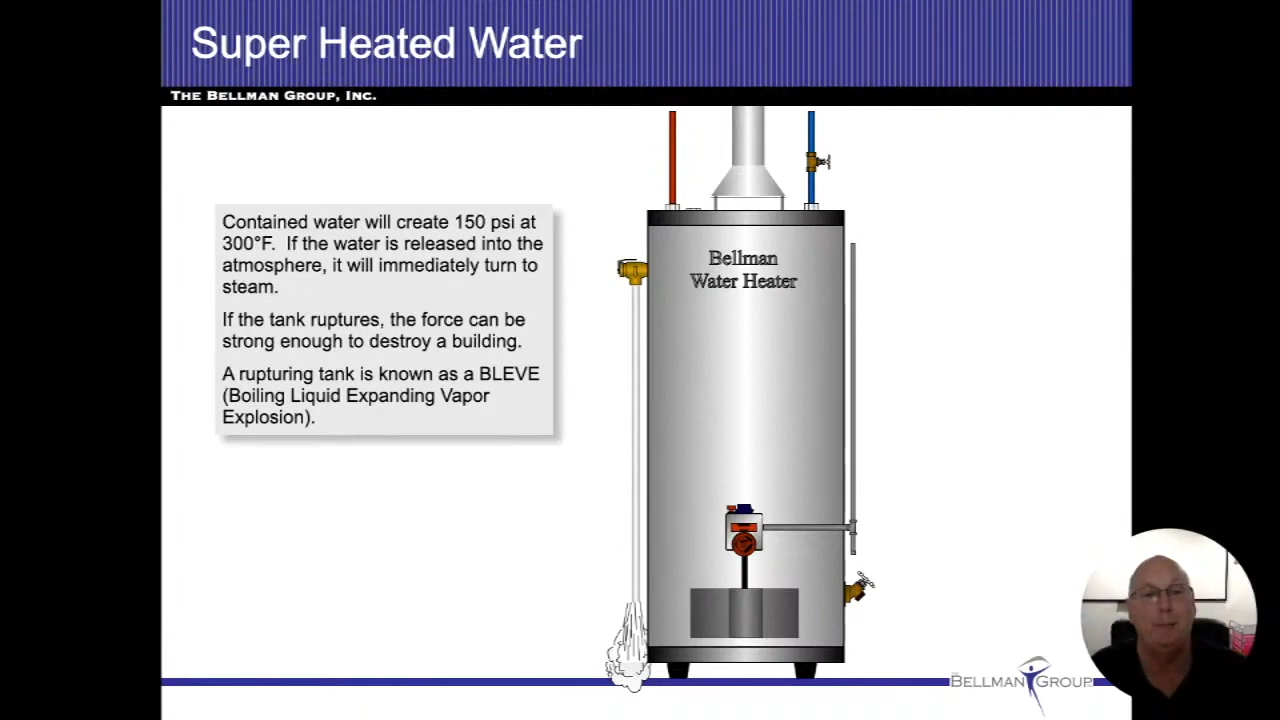 Super Heated Water
THE BELLMAN GROUP, INC.
Contained water will create 150 psi at
300°F.  If the water is released into the
atmosphere, it will immediately turn to
steam.
If the tank ruptures, the force can be
strong enough to destroy a building.
A rupturing tank is known as a BLEVE
(Boiling Liquid Expanding Vapor
Explosion).
Bellman
Water Heater
BELLMAN GROUP